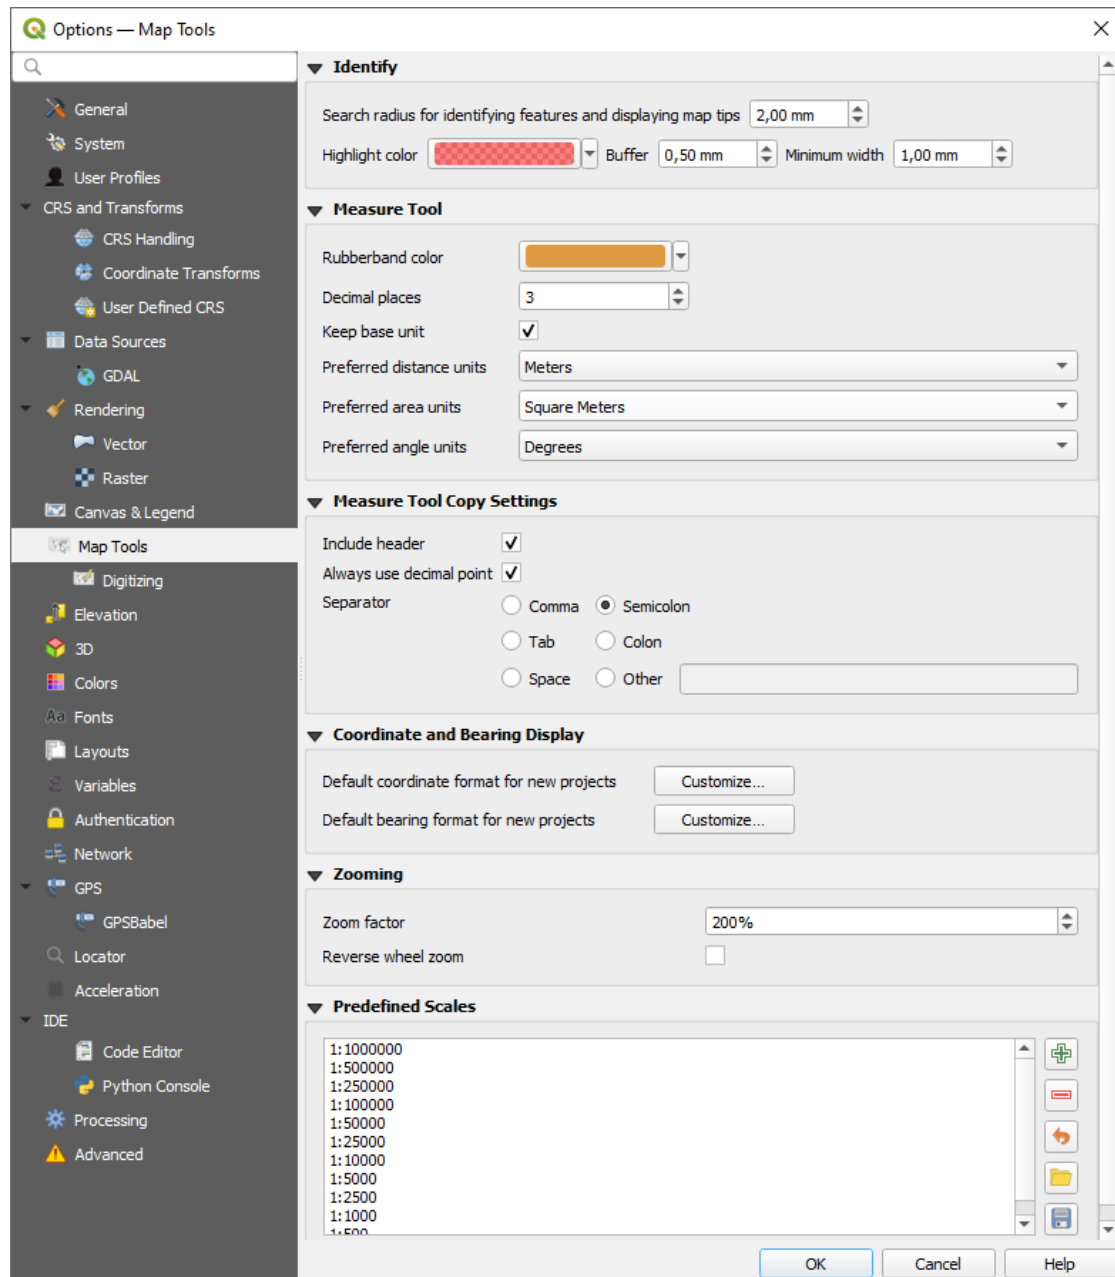 Options — Map Tools
General
System
User Profiles
CRS and Transforms
CRS Handling
Coordinate Transforms
User Defined CRS
Data Sources
GDAL
Rendering
Vector
Raster
Canvas & Legend
Map Tools
Digitizing
Elevation
3D
Colors
Aa Fonts
Layouts
ε Variables
Authentication
Network
GPS
GPSBabel
Locator
Acceleration
IDE
Code Editor
Python Console
Processing
Advanced
Identify
Search radius for identifying features and displaying map tips 2,00 mm
Highlight color Buffer 0,50 mm Minimum width 1,00 mm
Measure Tool
Rubberband color
Decimal places 3
Keep base unit
Preferred distance units Meters
Preferred area units Square Meters
Preferred angle units Degrees
Measure Tool Copy Settings
Include header
Always use decimal point
Separator Comma Semicolon
Tab Colon
Space Other
Coordinate and Bearing Display
Default coordinate format for new projects Customize...
Default bearing format for new projects Customize...
Zooming
Zoom factor 200%
Reverse wheel zoom
Predefined Scales
1:1000000
1:500000
1:250000
1:100000
1:50000
1:25000
1:10000
1:5000
1:2500
1:1000
1:500
OK Cancel Help